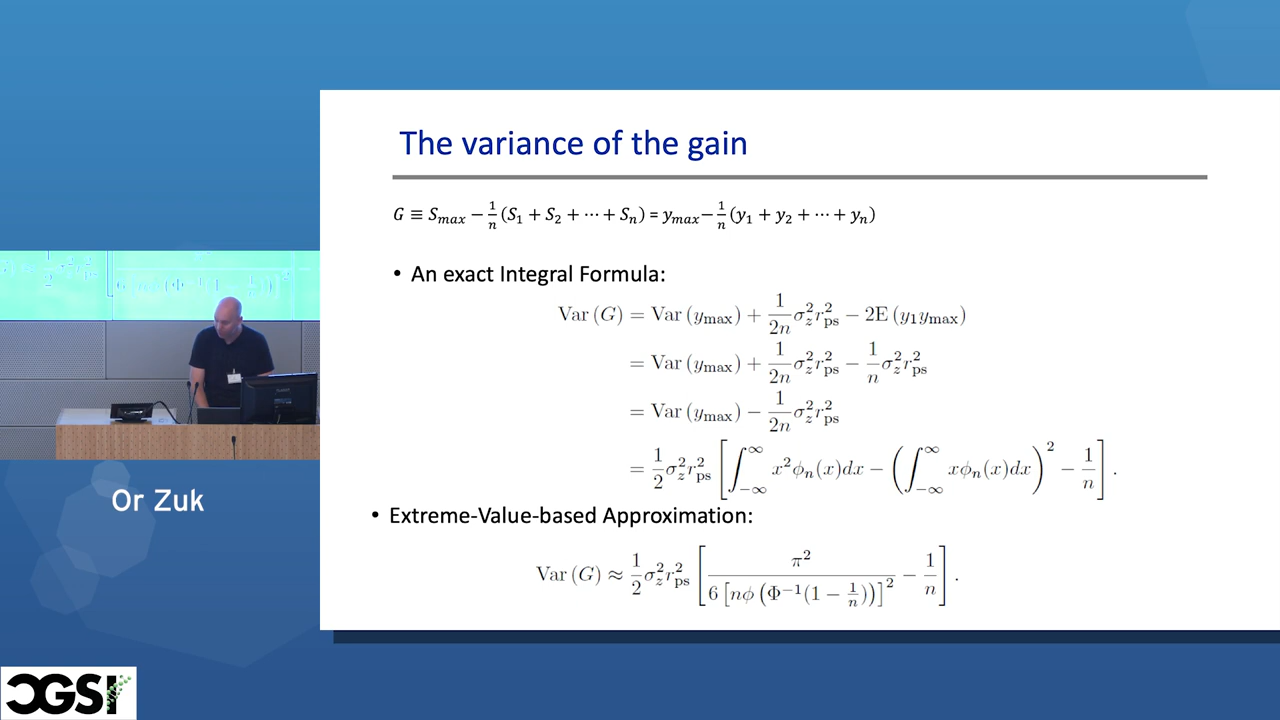 The variance of the gain
G ≡ S_max − 1/n (S_1 + S_2 + ⋯ + S_n) = y_max − 1/n (y_1 + y_2 + ⋯ + y_n)
• An exact Integral Formula:
Var (G) = Var (y_max) + 1/2n σ_z^2 r_ps^2 − 2E (y_1 y_max)
= Var (y_max) + 1/2n σ_z^2 r_ps^2 − 1/n σ_z^2 r_ps^2
= Var (y_max) − 1/2n σ_z^2 r_ps^2
= 1/2 σ_z^2 r_ps^2 [ ∫_{−∞}^{∞} x^2 ϕ_n(x)dx − ( ∫_{−∞}^{∞} xϕ_n(x)dx )^2 − 1/n ] .
• Extreme-Value-based Approximation:
Var (G) ≈ 1/2 σ_z^2 r_ps^2 [ π^2 / 6 [nϕ (Φ^{−1}(1 − 1/n))]^2 − 1/n ] .
Or Zuk
CGSI